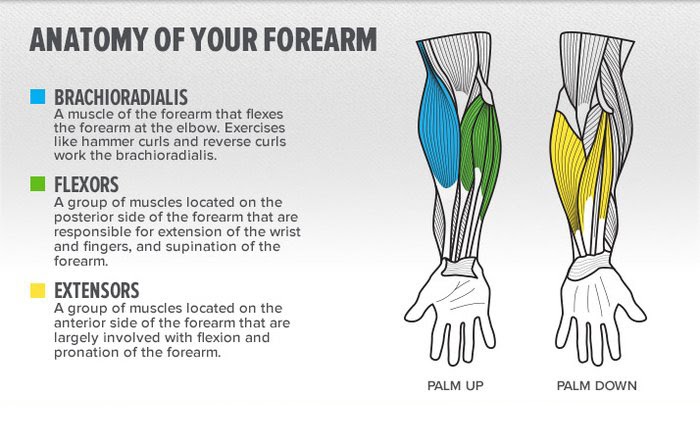 ANATOMY OF YOUR FOREARM
BRACHIORADIALIS
A muscle of the forearm that flexes
the forearm at the elbow. Exercises
like hammer curls and reverse curls
work the brachioradialis.
FLEXORS
A group of muscles located on the
posterior side of the forearm that are
responsible for extension of the wrist
and fingers, and supination of the
forearm.
EXTENSORS
A group of muscles located on the
anterior side of the forearm that are
largely involved with flexion and
pronation of the forearm.
PALM UP
PALM DOWN